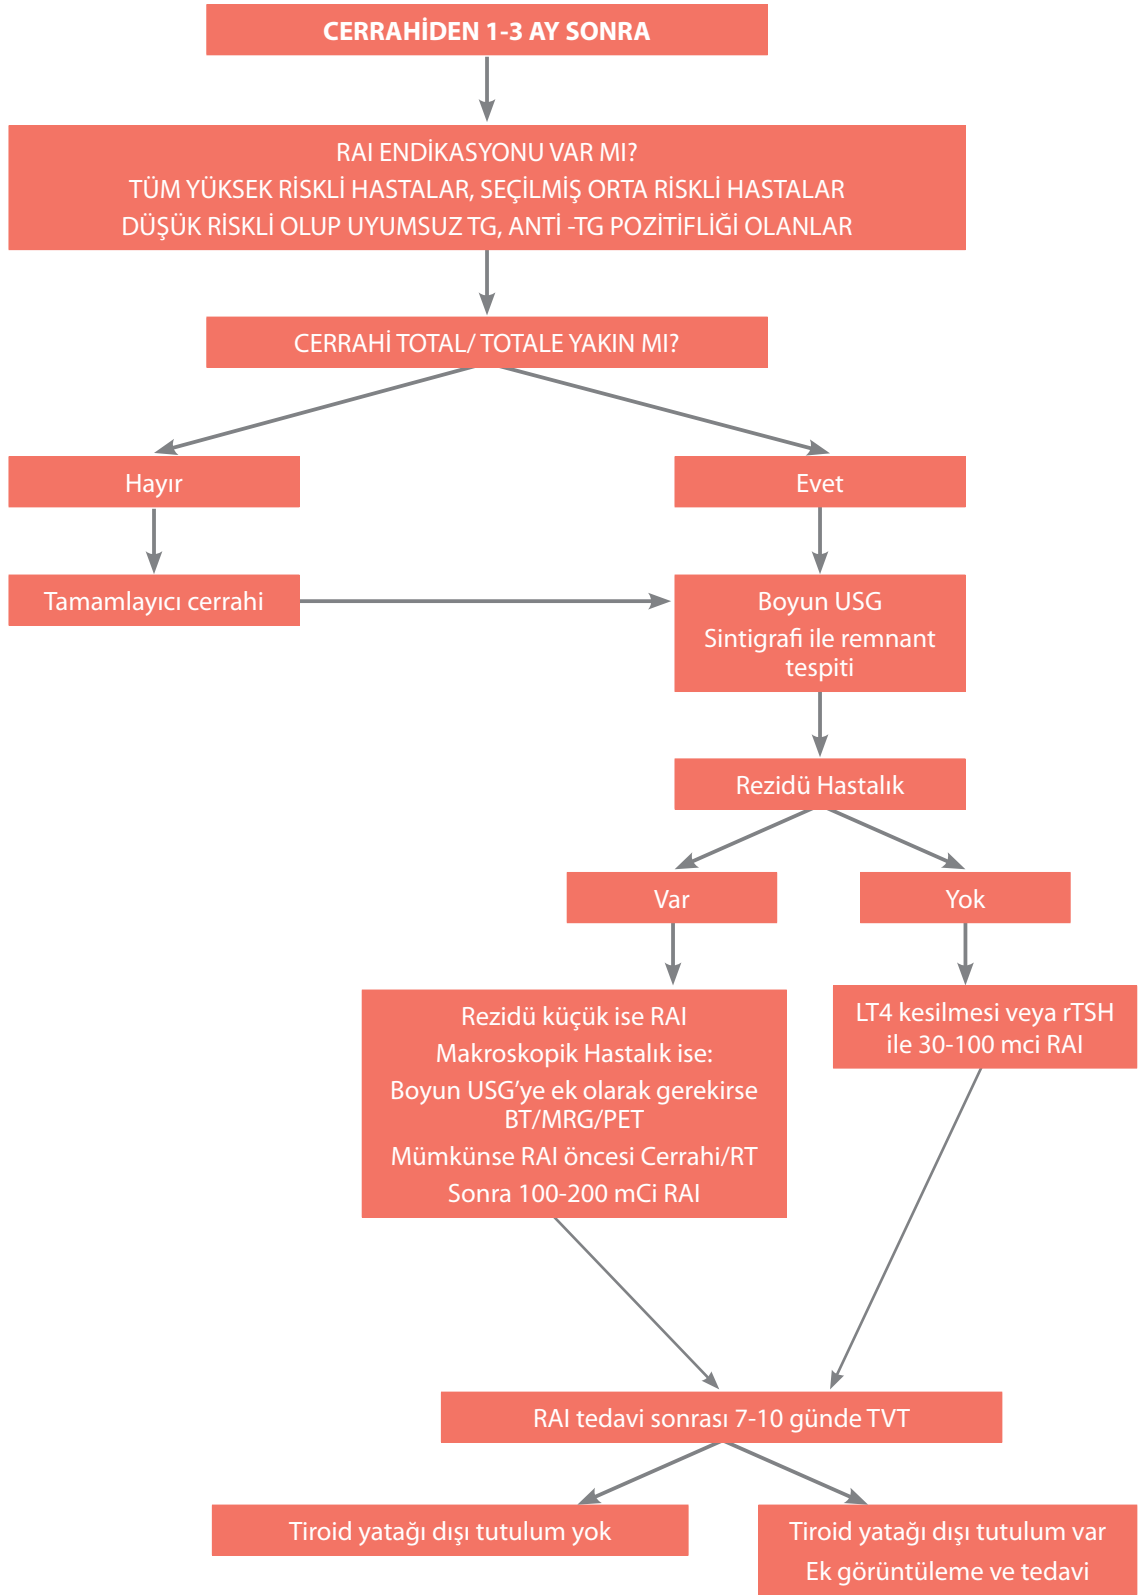 CERRAHİDEN 1-3 AY SONRA
RAI ENDİKASYONU VAR MI?
TÜM YÜKSEK RİSKLİ HASTALAR, SEÇİLMİŞ ORTA RİSKLİ HASTALAR
DÜŞÜK RİSKLİ OLUP UYUMSUZ TG, ANTİ -TG POZİTİFLİĞİ OLANLAR
CERRAHİ TOTAL/ TOTALE YAKIN MI?
Hayır
Evet
Tamamlayıcı cerrahi
Boyun USG
Sintigrafi ile remnant
tespiti
Rezidü Hastalık
Var
Yok
Rezidü küçük ise RAI
Makroskopik Hastalık ise:
Boyun USG’ye ek olarak gerekirse
BT/MRG/PET
Mümkünse RAI öncesi Cerrahi/RT
Sonra 100-200 mCi RAI
LT4 kesilmesi veya rTSH
ile 30-100 mci RAI
RAI tedavi sonrası 7-10 günde TVT
Tiroid yatağı dışı tutulum yok
Tiroid yatağı dışı tutulum var
Ek görüntüleme ve tedavi